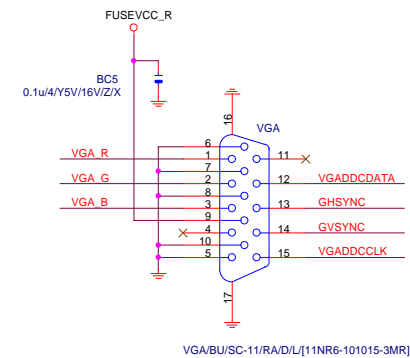 FUSEVCC_R
BC5
0.1u/4/Y5V/16V/Z/X
16
VGA
6
VGA_R
1
11
7
VGA_G
2
12
VGADDCDATA
8
VGA_B
3
13
GHSYNC
9
4
14
GVSYNC
10
5
15
VGADDCCLK
17
VGA/BU/SC-11/RA/D/L/[11NR6-101015-3MR]